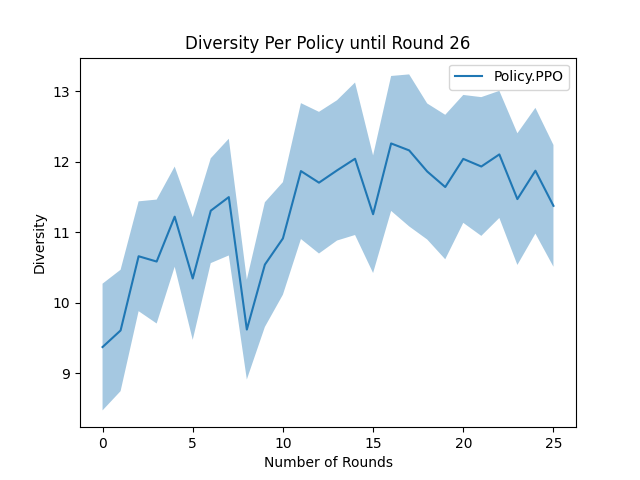 Diversity Per Policy until Round 26
Policy.PPO
13
12
11
10
9
Diversity
0 5 10 15 20 25
Number of Rounds